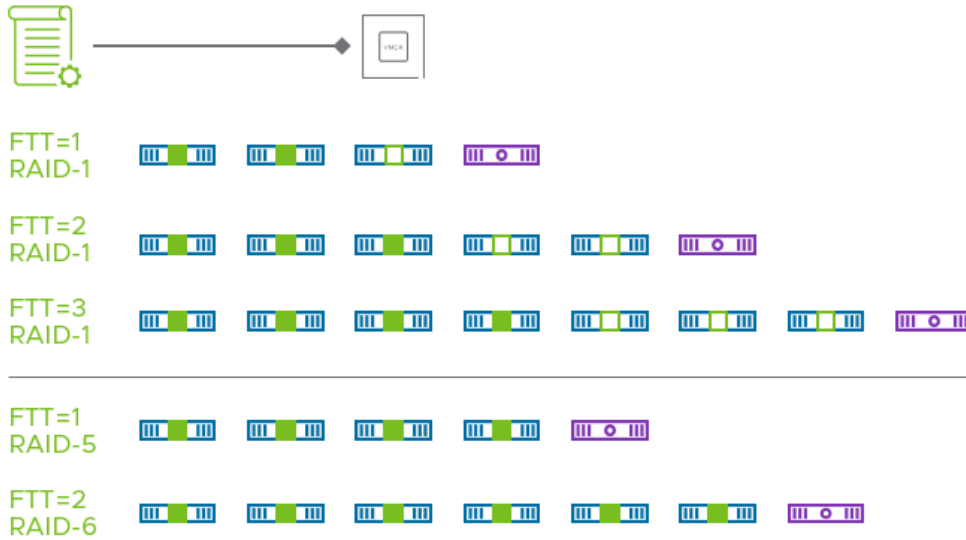 VMDK
FTT=1
RAID-1
FTT=2
RAID-1
FTT=3
RAID-1
FTT=1
RAID-5
FTT=2
RAID-6